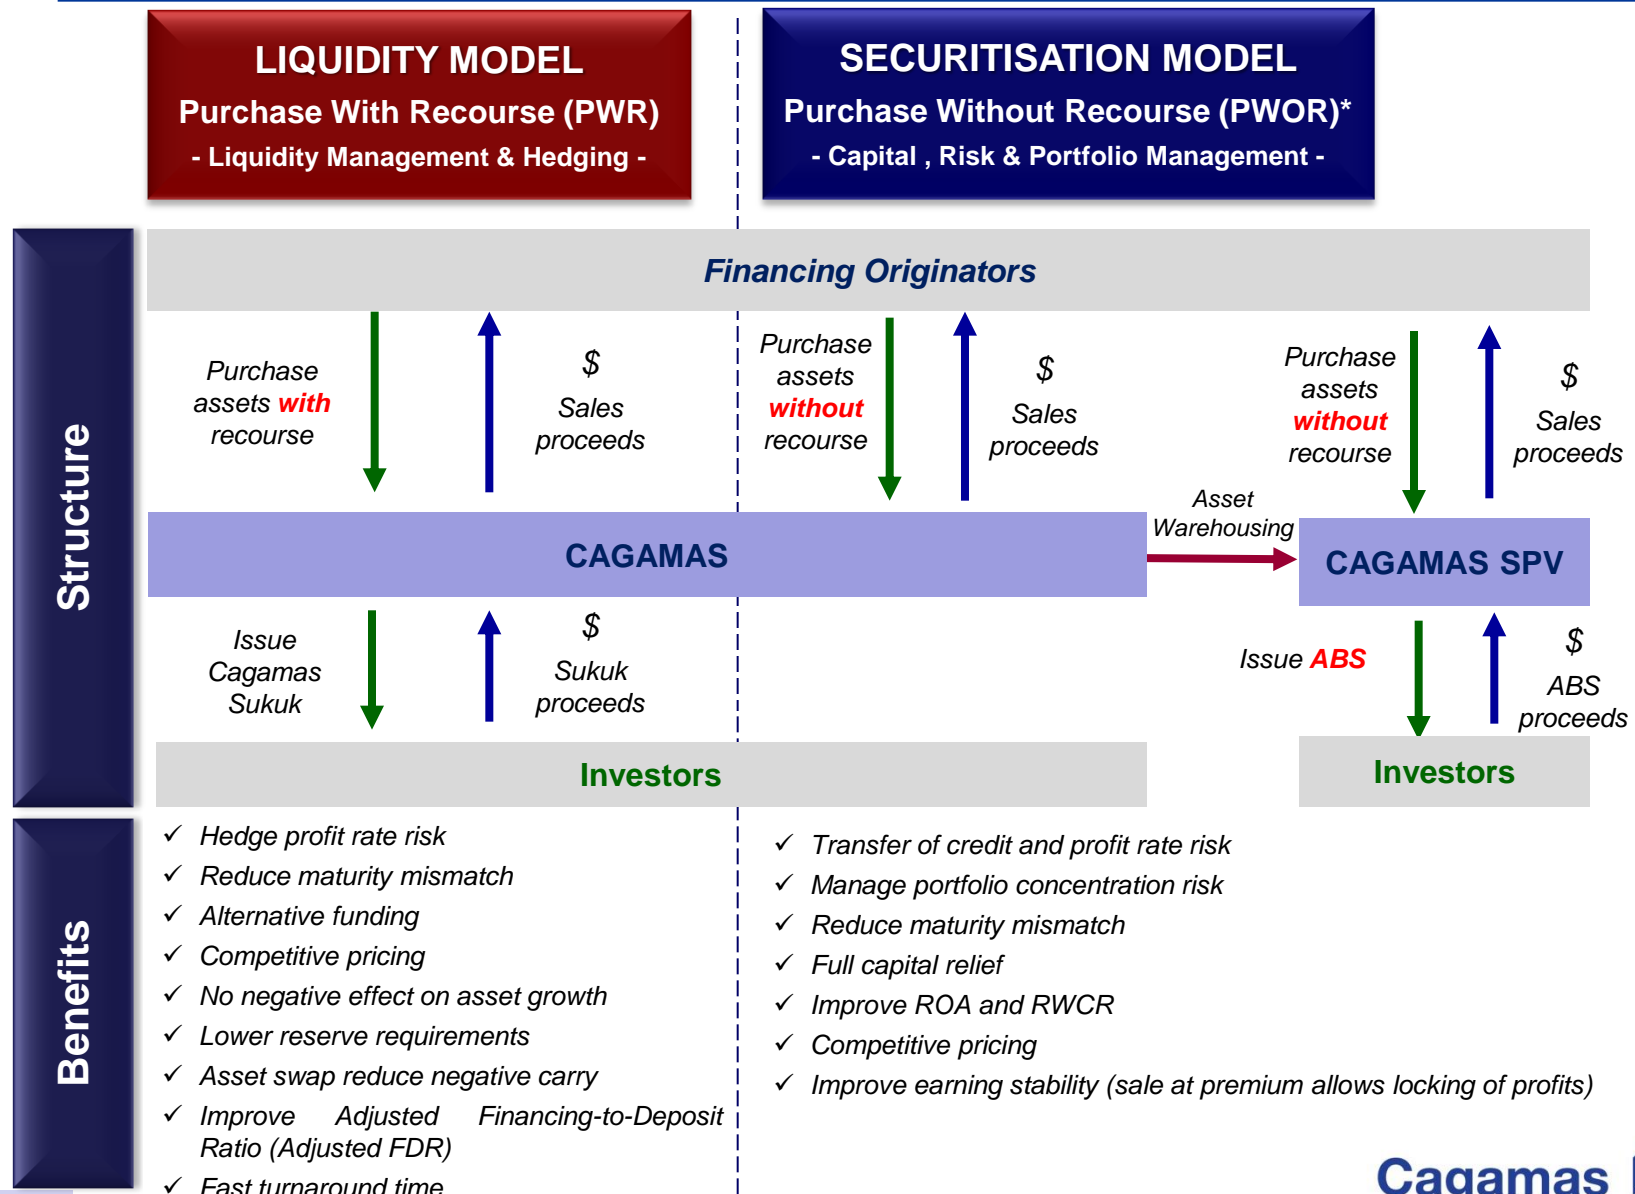 LIQUIDITY MODEL
Purchase With Recourse (PWR)
- Liquidity Management & Hedging -
SECURITISATION MODEL
Purchase Without Recourse (PWOR)*
- Capital , Risk & Portfolio Management -
Structure
Financing Originators
Purchase
assets with
recourse
$
Sales
proceeds
Purchase
assets
without
recourse
$
Sales
proceeds
Purchase
assets
without
recourse
$
Sales
proceeds
CAGAMAS
Asset
Warehousing
CAGAMAS SPV
Issue
Cagamas
Sukuk
$
Sukuk
proceeds
Issue ABS
$
ABS
proceeds
Investors
Investors
Benefits
✓ Hedge profit rate risk
✓ Reduce maturity mismatch
✓ Alternative funding
✓ Competitive pricing
✓ No negative effect on asset growth
✓ Lower reserve requirements
✓ Asset swap reduce negative carry
✓ Improve Adjusted Financing-to-Deposit
Ratio (Adjusted FDR)
✓ Fast turnaround time
✓ Transfer of credit and profit rate risk
✓ Manage portfolio concentration risk
✓ Reduce maturity mismatch
✓ Full capital relief
✓ Improve ROA and RWCR
✓ Competitive pricing
✓ Improve earning stability (sale at premium allows locking of profits)
Cagamas